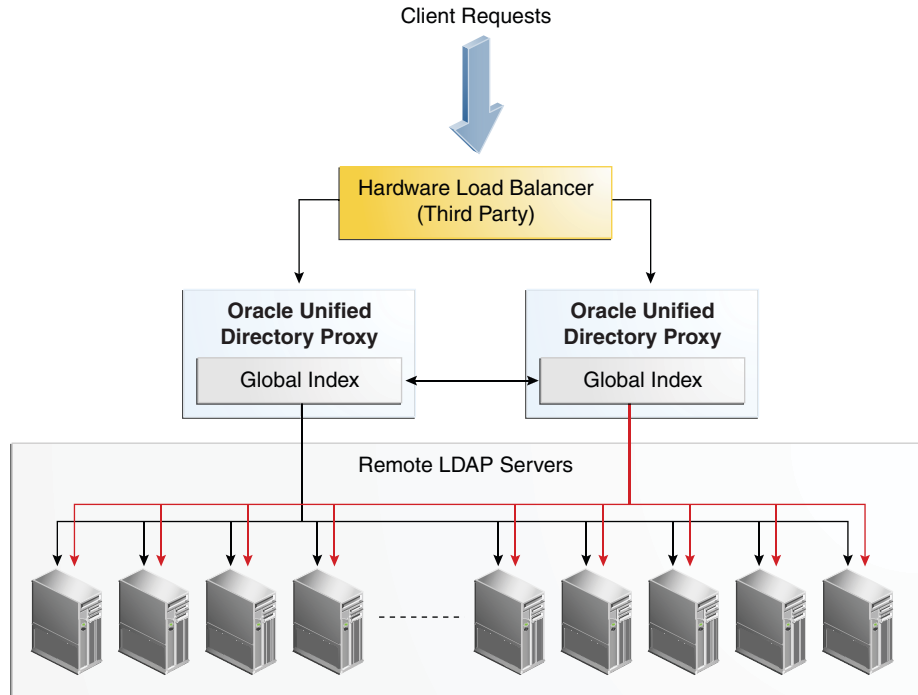 Client Requests
Hardware Load Balancer
(Third Party)
Oracle Unified
Directory Proxy
Global Index
Oracle Unified
Directory Proxy
Global Index
Remote LDAP Servers